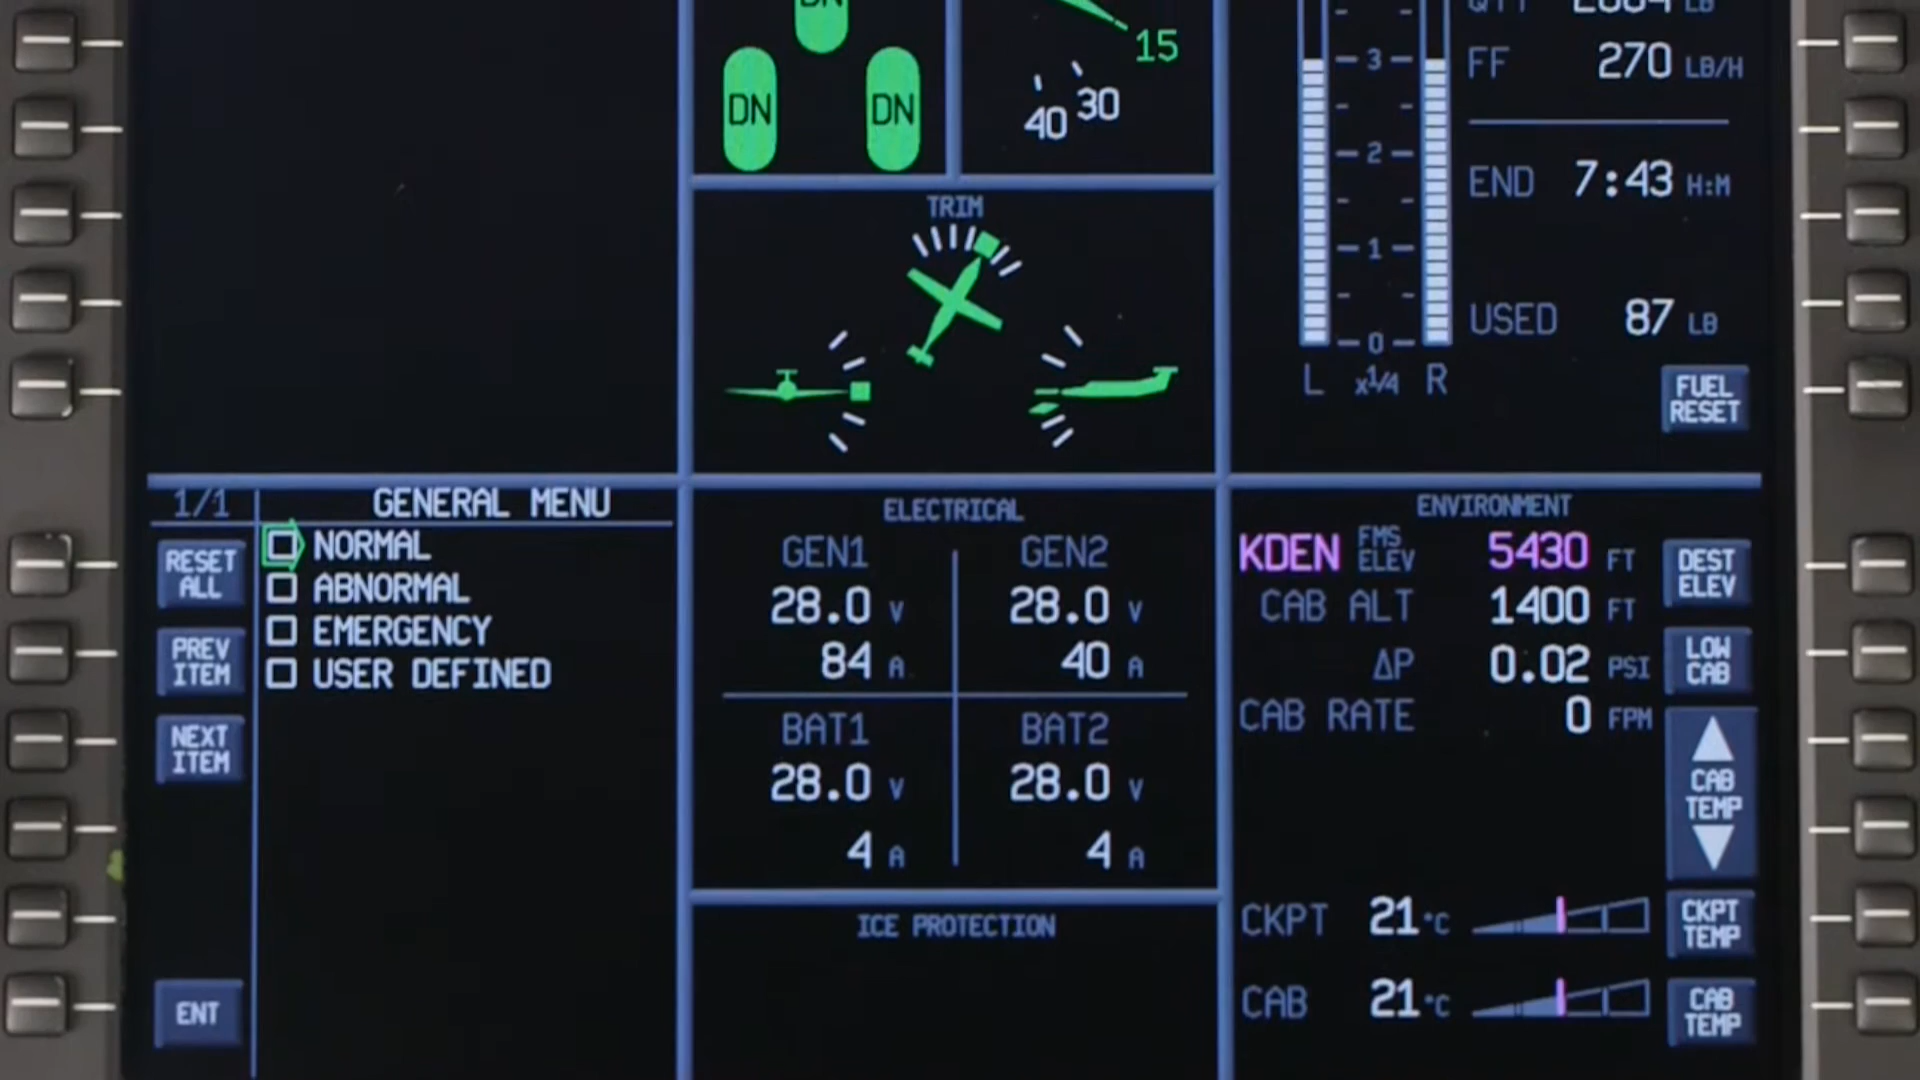 DN
DN DN
15
40 30
3
2
1
0
L x1/4 R
LB
FF 270 LB/H
END 7:43 H:M
USED 87 LB
FUEL RESET
TRIM
1/1 GENERAL MENU
RESET ALL
PREV ITEM
NEXT ITEM
ENT
NORMAL
ABNORMAL
EMERGENCY
USER DEFINED
ELECTRICAL
GEN1 GEN2
28.0 V 28.0 V
84 A 40 A
BAT1 BAT2
28.0 V 28.0 V
4 A 4 A
ICE PROTECTION
ENVIRONMENT
KDEN FMS ELEV 5430 FT
CAB ALT 1400 FT
ΔP 0.02 PSI
CAB RATE 0 FPM
CKPT 21 °C
CAB 21 °C
DEST ELEV
LOW CAB
CAB TEMP
CKPT TEMP
CAB TEMP